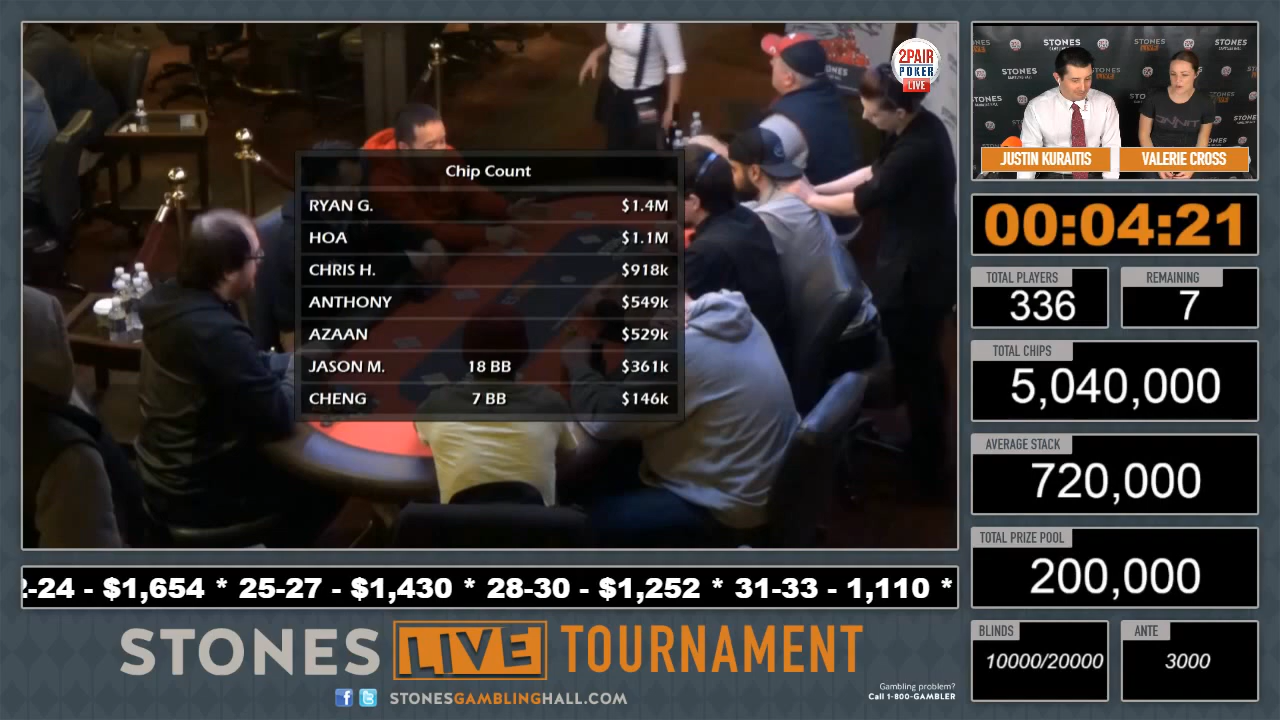 2PAIR
POKER
LIVE
Chip Count
RYAN G. $1.4M
HOA $1.1M
CHRIS H. $918k
ANTHONY $549k
AZAAN $529k
JASON M. 18 BB $361k
CHENG 7 BB $146k
STONES
JUSTIN KURAITIS
VALERIE CROSS
00:04:21
TOTAL PLAYERS
336
REMAINING
7
TOTAL CHIPS
5,040,000
AVERAGE STACK
720,000
TOTAL PRIZE POOL
200,000
BLINDS
10000/20000
ANTE
3000
-24 - $1,654 * 25-27 - $1,430 * 28-30 - $1,252 * 31-33 - 1,110 *
STONES LIVE TOURNAMENT
STONESGAMBLINGHALL.COM
Gambling problem?
Call 1-800-GAMBLER